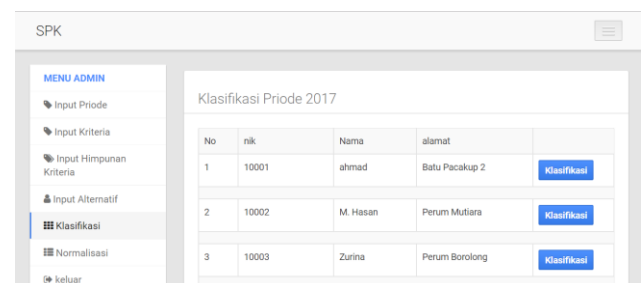 SPK
MENU ADMIN
Input Priode
Input Kriteria
Input Himpunan
Kriteria
Input Alternatif
Klasifikasi
Normalisasi
keluar
Klasifikasi Priode 2017
No nik Nama alamat
1 10001 ahmad Batu Pacakup 2 Klasifikasi
2 10002 M. Hasan Perum Mutiara Klasifikasi
3 10003 Zurina Perum Borolong Klasifikasi